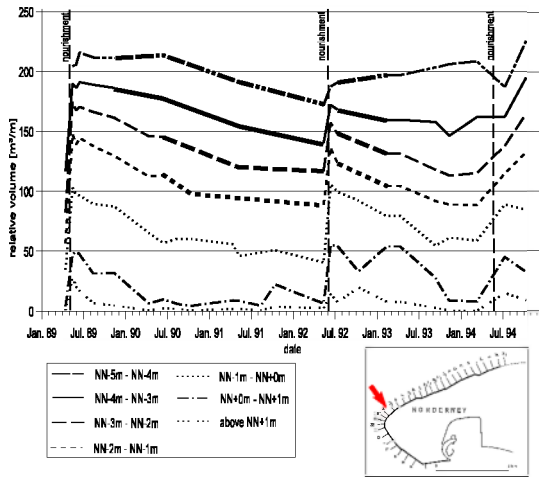 250
200
150
100
50
0
relative volume [m³/m]
nourishment
nourishment
nourishment
Jan. 89 Jul. 89 Jan. 90 Jul. 90 Jan. 91 Jul. 91 Jan. 92 Jul. 92 Jan. 93 Jul. 93 Jan. 94 Jul. 94
date
NN-5m - NN-4m
NN-4m - NN-3m
NN-3m - NN-2m
NN-2m - NN-1m
NN-1m - NN+0m
NN+0m - NN+1m
above NN+1m
NORDERNEY